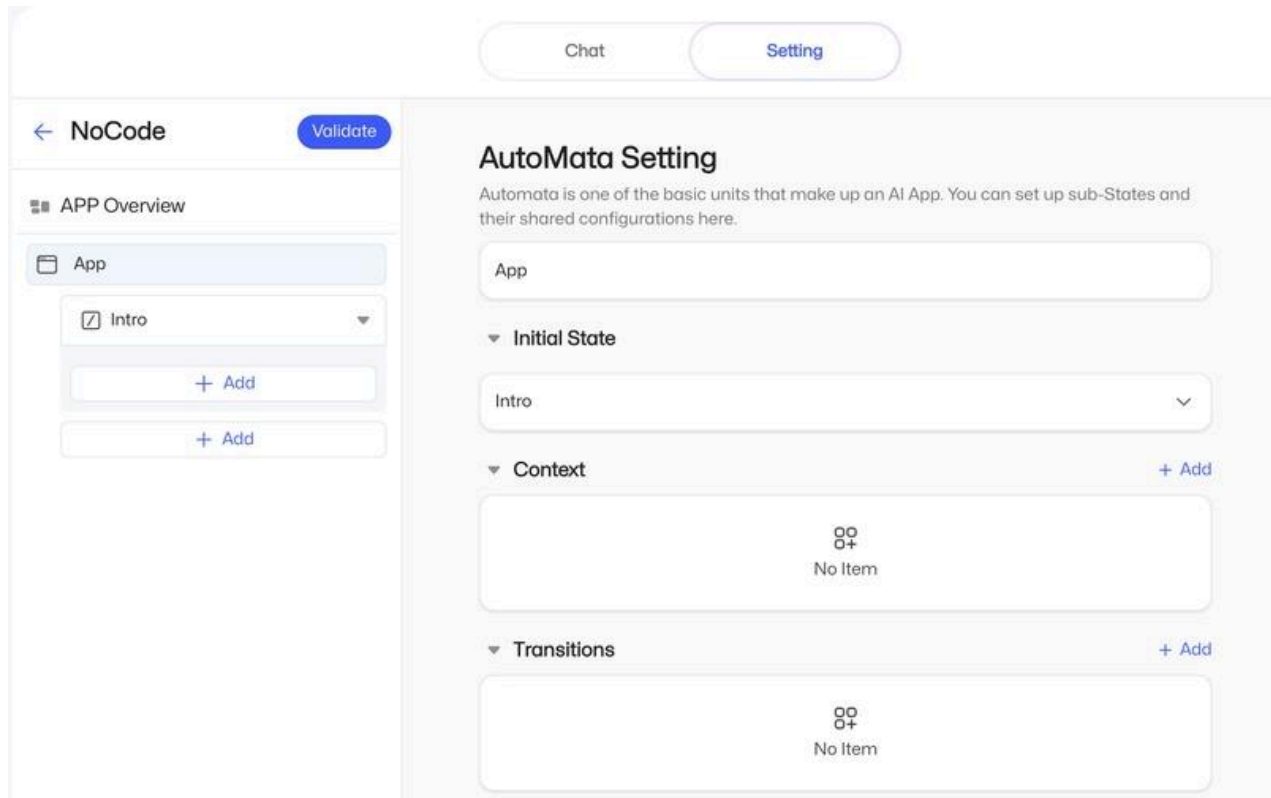 Chat
Setting
NoCode
Validate
APP Overview
App
Intro
+ Add
+ Add
AutoMata Setting
Automata is one of the basic units that make up an AI App. You can set up sub-States and
their shared configurations here.
App
Initial State
Intro
Context
+ Add
No Item
Transitions
+ Add
No Item